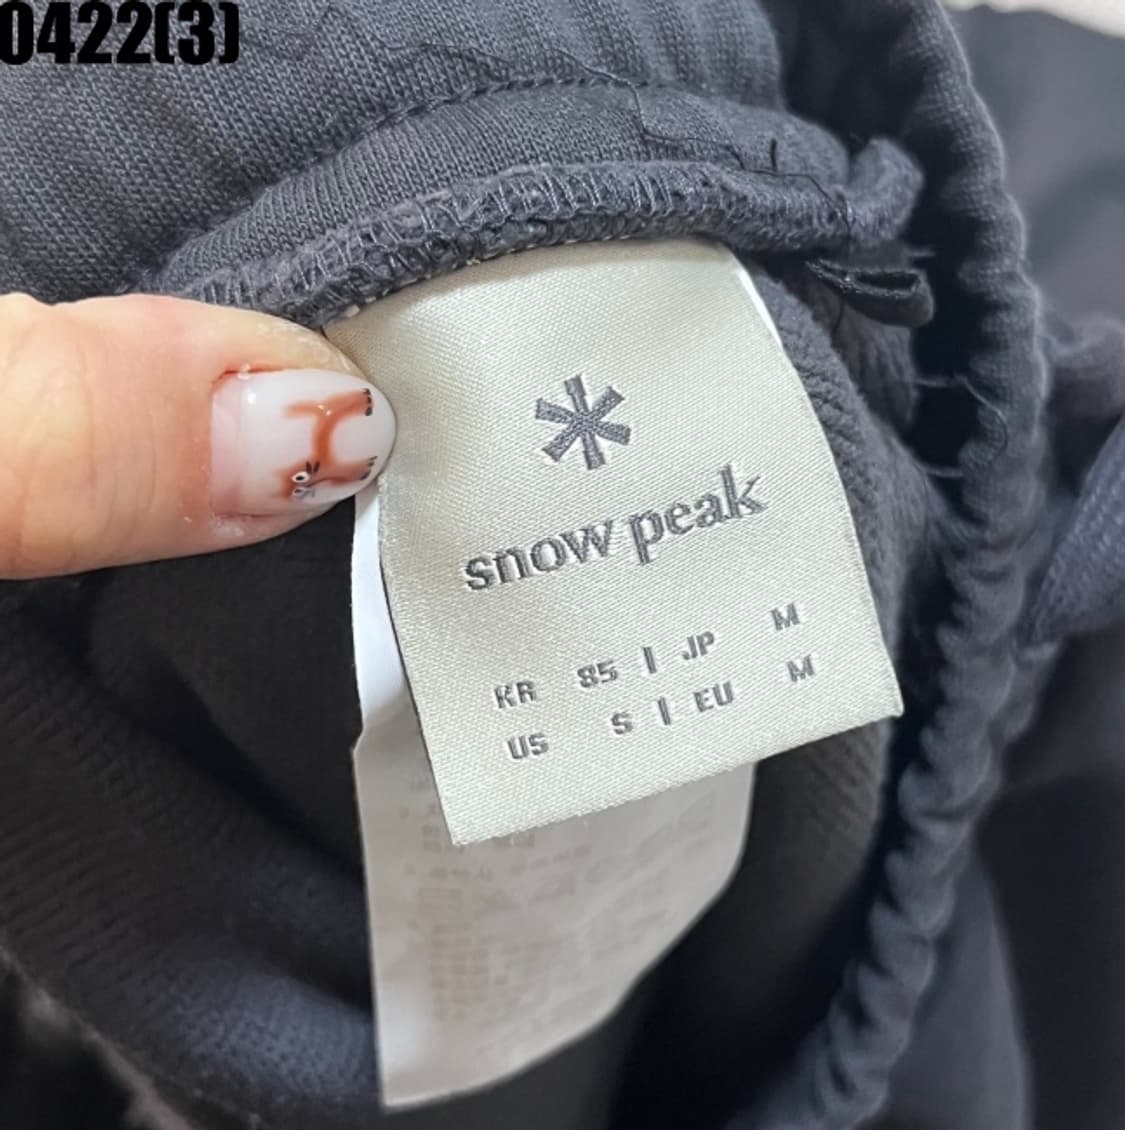 0422(3)
snow peak
KR 85 | JP M
US S | EU M